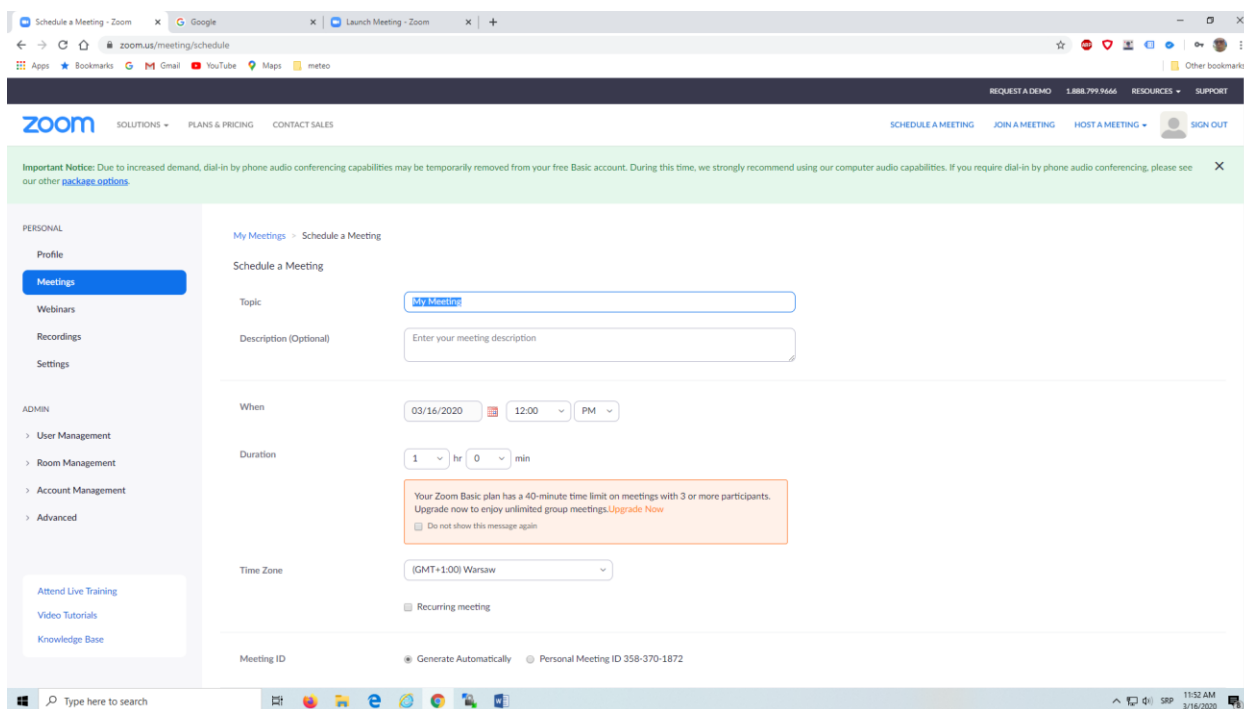 Schedule a Meeting - Zoom
Google
Launch Meeting - Zoom
zoom.us/meeting/schedule
Apps Bookmarks Gmail YouTube Maps meteo Other bookmarks
REQUEST A DEMO 1.888.799.9666 RESOURCES SUPPORT
zoom SOLUTIONS PLANS & PRICING CONTACT SALES SCHEDULE A MEETING JOIN A MEETING HOST A MEETING SIGN OUT
Important Notice: Due to increased demand, dial-in by phone audio conferencing capabilities may be temporarily removed from your free Basic account. During this time, we strongly recommend using our computer audio capabilities. If you require dial-in by phone audio conferencing, please see
our other package options.
PERSONAL
Profile
Meetings
Webinars
Recordings
Settings
ADMIN
> User Management
> Room Management
> Account Management
> Advanced
Attend Live Training
Video Tutorials
Knowledge Base
My Meetings > Schedule a Meeting
Schedule a Meeting
Topic My Meeting
Description (Optional) Enter your meeting description
When 03/16/2020 12:00 PM
Duration 1 hr 0 min
Your Zoom Basic plan has a 40-minute time limit on meetings with 3 or more participants.
Upgrade now to enjoy unlimited group meetings.Upgrade Now
Do not show this message again
Time Zone (GMT+1:00) Warsaw
Recurring meeting
Meeting ID Generate Automatically Personal Meeting ID 358-370-1872
Type here to search
SRP 11:52 AM
3/16/2020